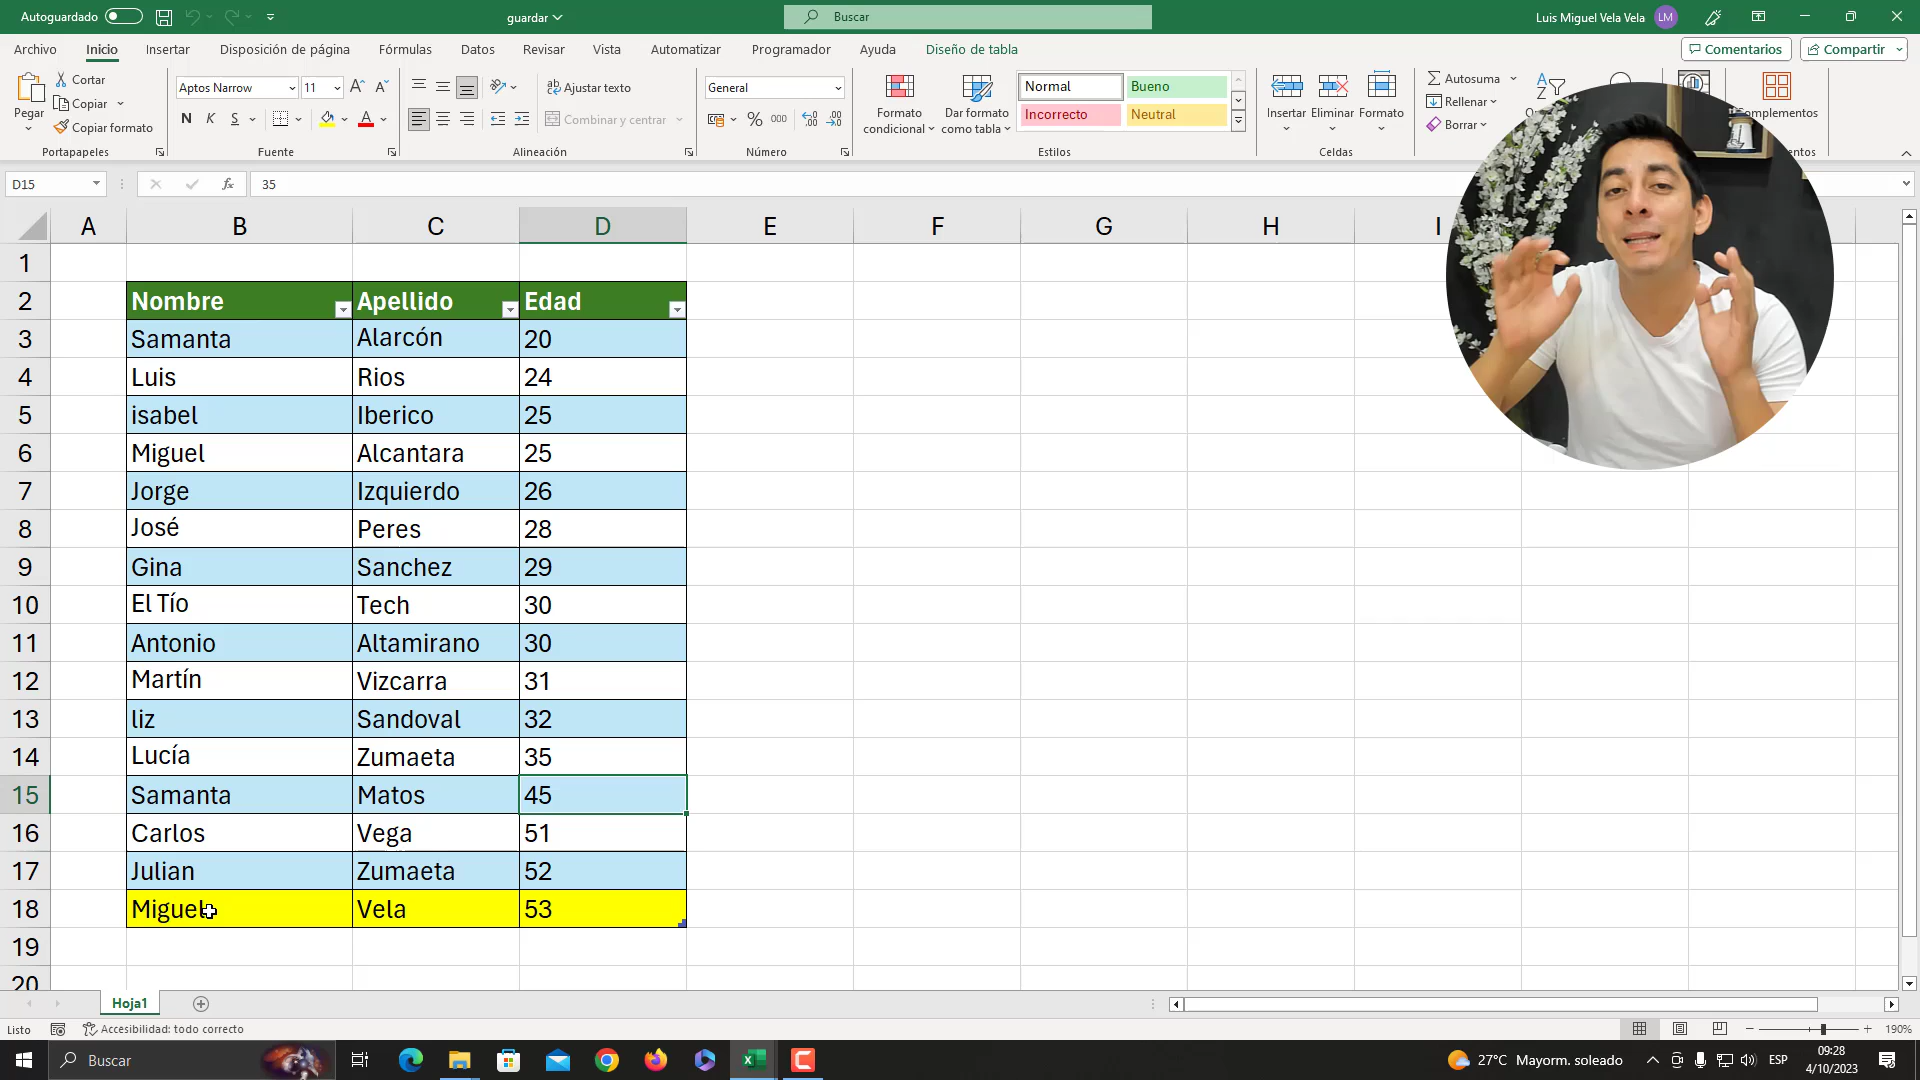 Autoguardado
guardar
Buscar
Luis Miguel Vela Vela LM
Archivo Inicio Insertar Disposición de página Fórmulas Datos Revisar Vista Automatizar Programador Ayuda Diseño de tabla
Comentarios Compartir
Pegar
Cortar
Copiar
Copiar formato
Portapapeles
Aptos Narrow 11
N K S
Fuente
Ajustar texto
Combinar y centrar
Alineación
General
% 000
Número
Formato condicional
Dar formato como tabla
Normal Bueno
Incorrecto Neutral
Estilos
Insertar Eliminar Formato
Celdas
Autosuma
Rellenar
Borrar
D15 fx 35
A B C D E F G H I
1
2 Nombre Apellido Edad
3 Samanta Alarcón 20
4 Luis Rios 24
5 isabel Iberico 25
6 Miguel Alcantara 25
7 Jorge Izquierdo 26
8 José Peres 28
9 Gina Sanchez 29
10 El Tío Tech 30
11 Antonio Altamirano 30
12 Martín Vizcarra 31
13 liz Sandoval 32
14 Lucía Zumaeta 35
15 Samanta Matos 45
16 Carlos Vega 51
17 Julian Zumaeta 52
18 Miguel Vela 53
19
20
Hoja1
Listo Accesibilidad: todo correcto 190%
Buscar
27°C Mayorm. soleado
ESP
09:28
4/10/2023